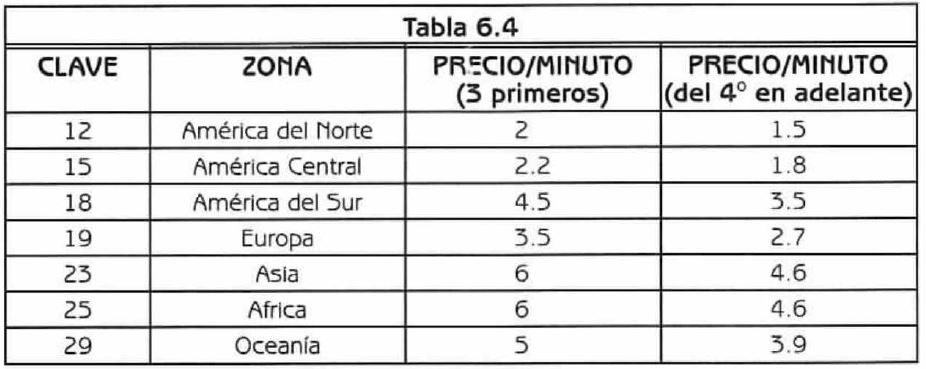 Tabla 6.4
CLAVE ZONA PRECIO/MINUTO (3 primeros) PRECIO/MINUTO (del 4° en adelante)
12 América del Norte 2 1.5
15 América Central 2.2 1.8
18 América del Sur 4.5 3.5
19 Europa 3.5 2.7
23 Asia 6 4.6
25 Africa 6 4.6
29 Oceanía 5 3.9